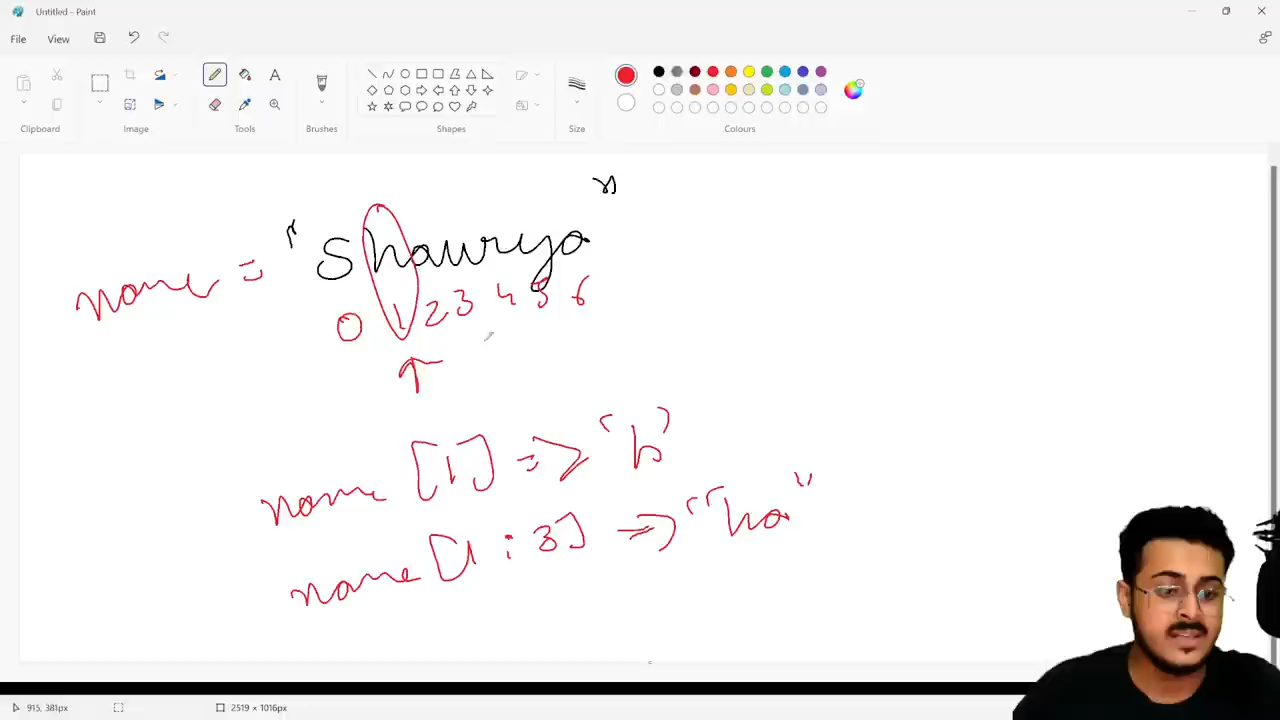 Untitled - Paint
File View
Clipboard Image Tools Brushes Shapes Size Colours
name = "Shaurya"
0 1 2 3 4 5 6
name [1] => 'h'
name [1 : 3] => "ha"
915, 381px 2519 × 1016px